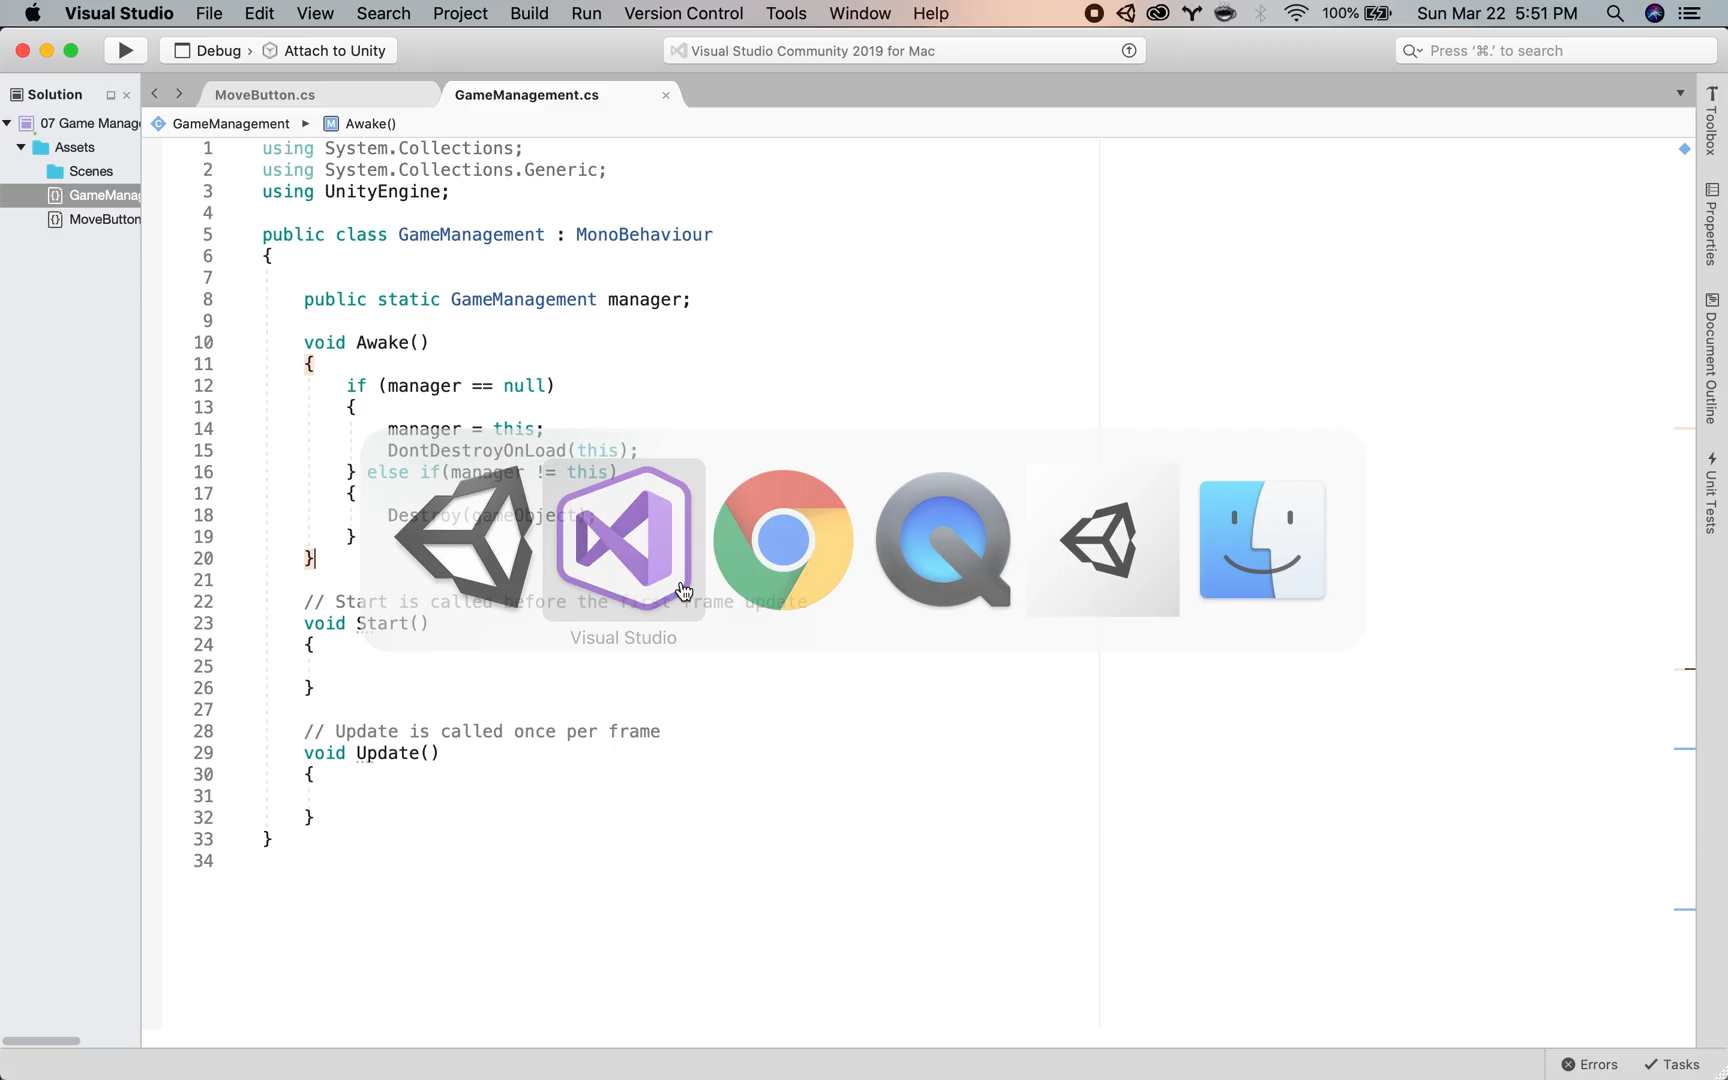 Visual Studio File Edit View Search Project Build Run Version Control Tools Window Help 100% Sun Mar 22 5:51 PM
Debug › Attach to Unity Visual Studio Community 2019 for Mac Press '⌘.' to search
Solution × MoveButton.cs GameManagement.cs ×
07 Game Manag GameManagement ▸ M Awake()
Assets
Scenes
{} GameManag
{} MoveButton
1 using System.Collections;
2 using System.Collections.Generic;
3 using UnityEngine;
4
5 public class GameManagement : MonoBehaviour
6 {
7
8 public static GameManagement manager;
9
10 void Awake()
11 {
12 if (manager == null)
13 {
14 manager = this;
15 DontDestroyOnLoad(this);
16 } else if(manager != this)
17 {
18 Destroy(gameObject);
19 }
20 }
21
22 // Start is called before the first frame update
23 void Start()
24 {
25
26 }
27
28 // Update is called once per frame
29 void Update()
30 {
31
32 }
33 }
34
Visual Studio
Toolbox
Properties
Document Outline
Unit Tests
Errors Tasks